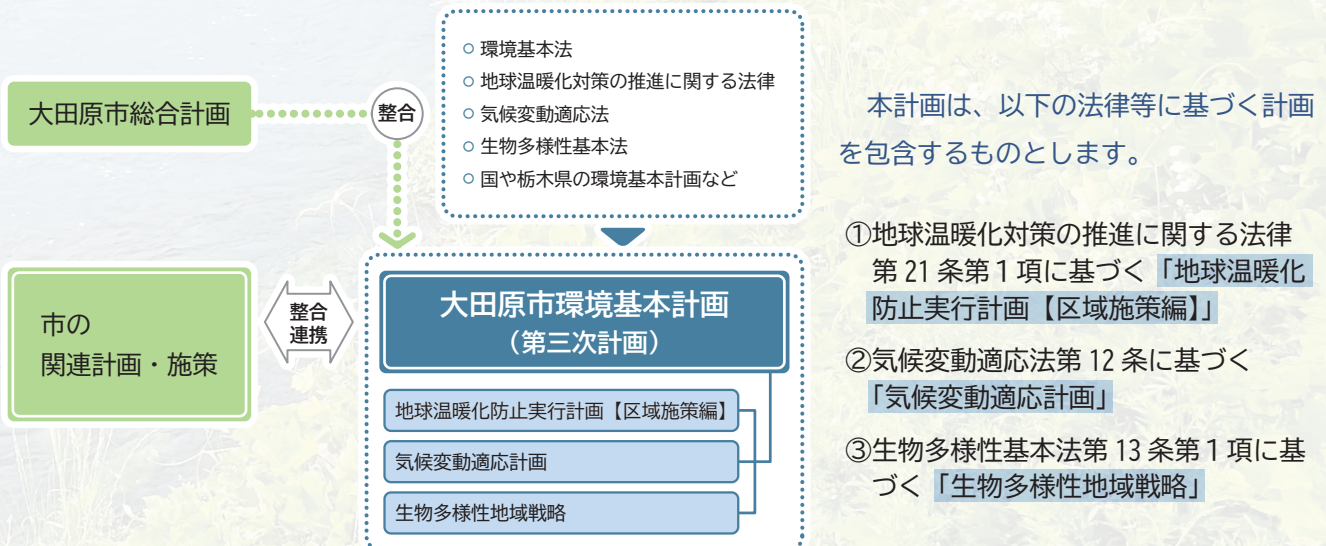 ○ 環境基本法
○ 地球温暖化対策の推進に関する法律
○ 気候変動適応法
○ 生物多様性基本法
○ 国や栃木県の環境基本計画など
大田原市総合計画
整合
市の
関連計画・施策
整合
連携
大田原市環境基本計画
(第三次計画)
地球温暖化防止実行計画【区域施策編】
気候変動適応計画
生物多様性地域戦略
本計画は、以下の法律等に基づく計画
を包含するものとします。
①地球温暖化対策の推進に関する法律
第 21 条第 1 項に基づく「地球温暖化
防止実行計画【区域施策編】」
②気候変動適応法第 12 条に基づく
「気候変動適応計画」
③生物多様性基本法第 13 条第 1 項に基
づく「生物多様性地域戦略」